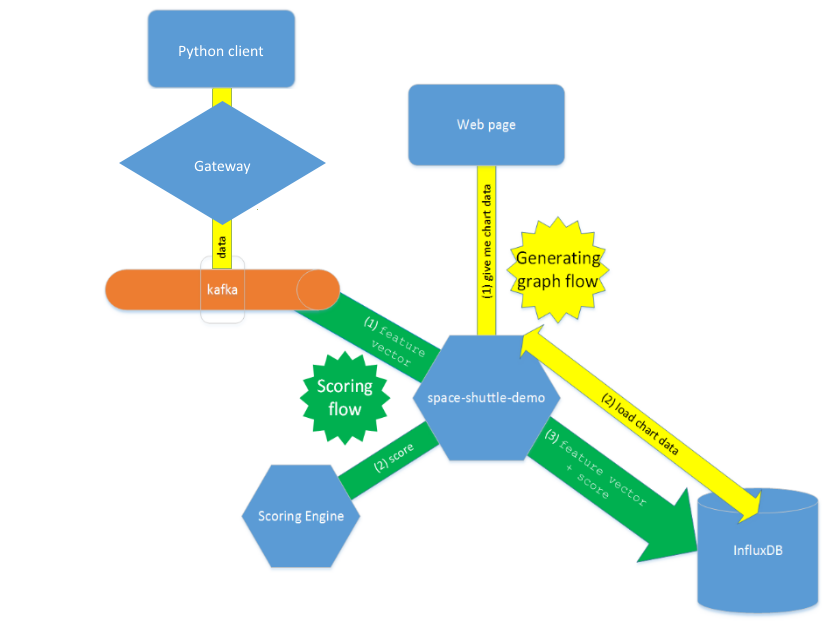 Python client
Gateway
data
kafka
Web page
(1) give me chart data
Generating
graph flow
(1) feature
vector
Scoring
flow
space-shuttle-demo
(2) load chart data
(2) score
(3) feature vector
+ score
Scoring Engine
InfluxDB